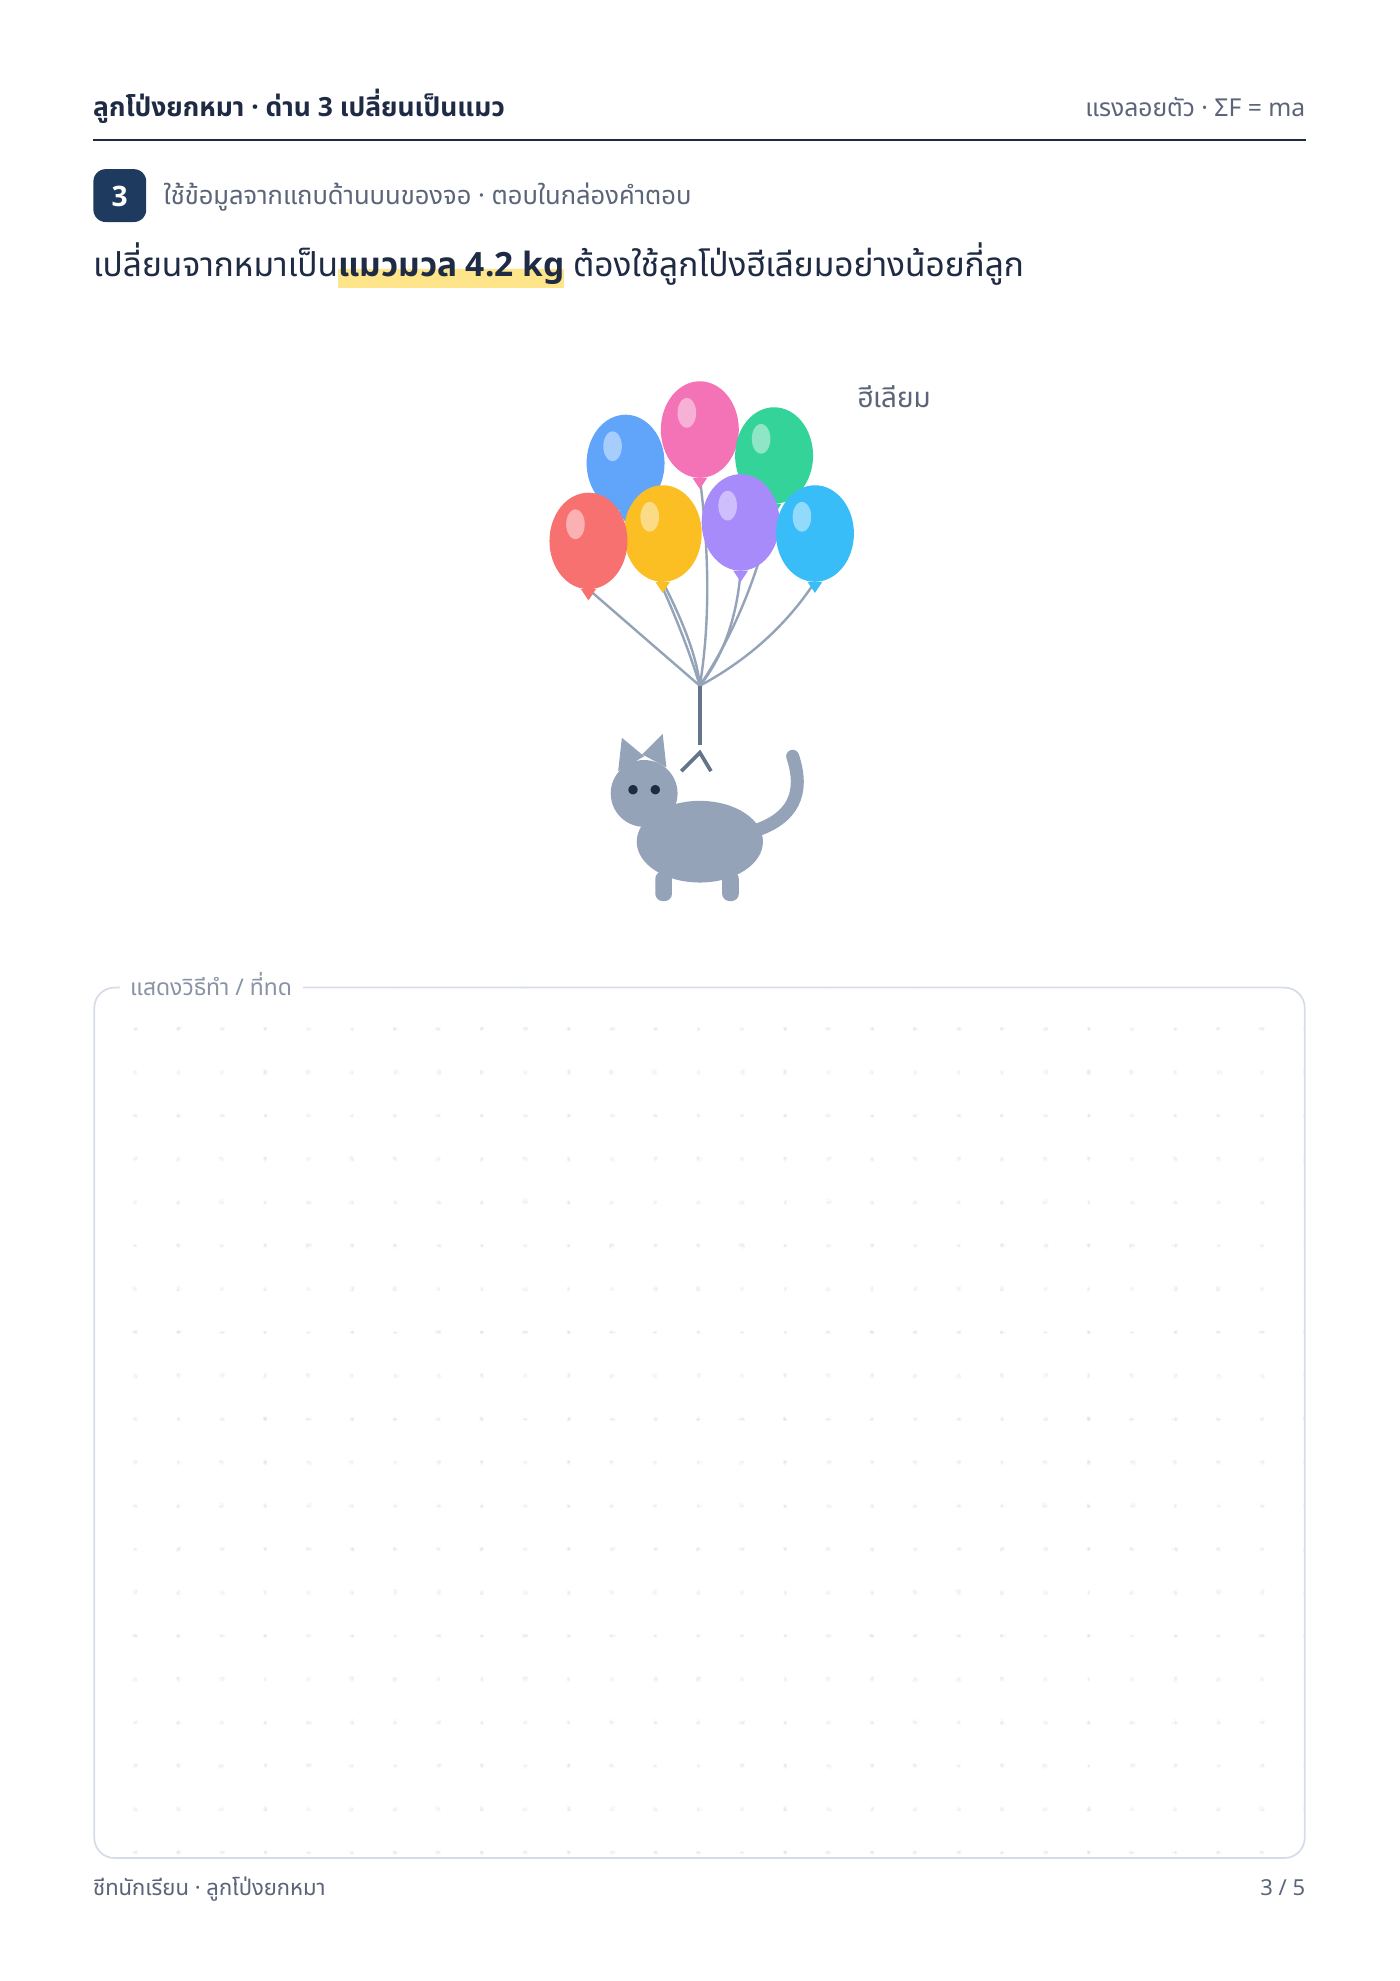 ลูกโป่งยกหมา · ด่าน 3 เปลี่ยนเป็นแมว
แรงลอยตัว · ΣF = ma
3
ใช้ข้อมูลจากแถบด้านบนของจอ · ตอบในกล่องคำตอบ
เปลี่ยนจากหมาเป็นแมวมวล 4.2 kg ต้องใช้ลูกโป่งฮีเลียมอย่างน้อยกี่ลูก
ฮีเลียม
แสดงวิธีทำ / ที่ทด
ชีทนักเรียน · ลูกโป่งยกหมา
3 / 5